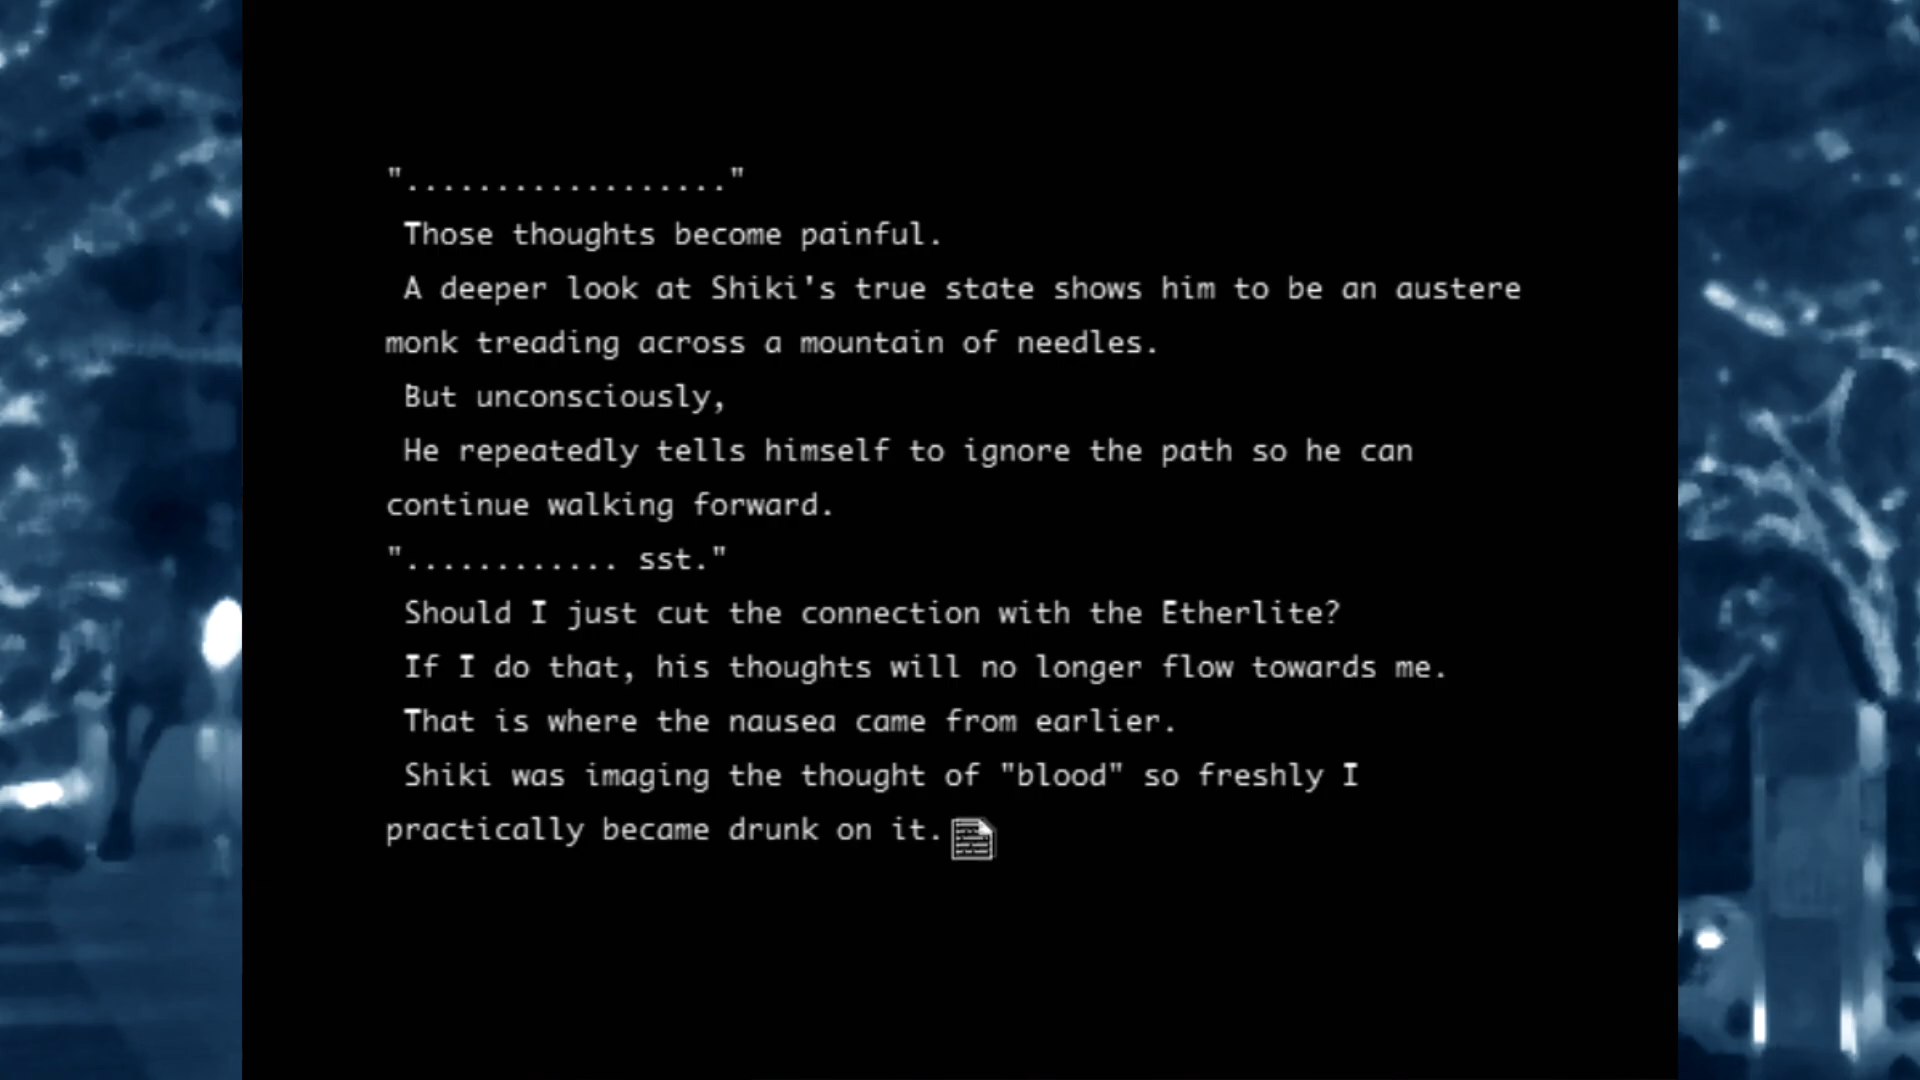 ".................."
Those thoughts become painful.
A deeper look at Shiki's true state shows him to be an austere
monk treading across a mountain of needles.
But unconsciously,
He repeatedly tells himself to ignore the path so he can
continue walking forward.
"............ sst."
Should I just cut the connection with the Etherlite?
If I do that, his thoughts will no longer flow towards me.
That is where the nausea came from earlier.
Shiki was imaging the thought of "blood" so freshly I
practically became drunk on it.